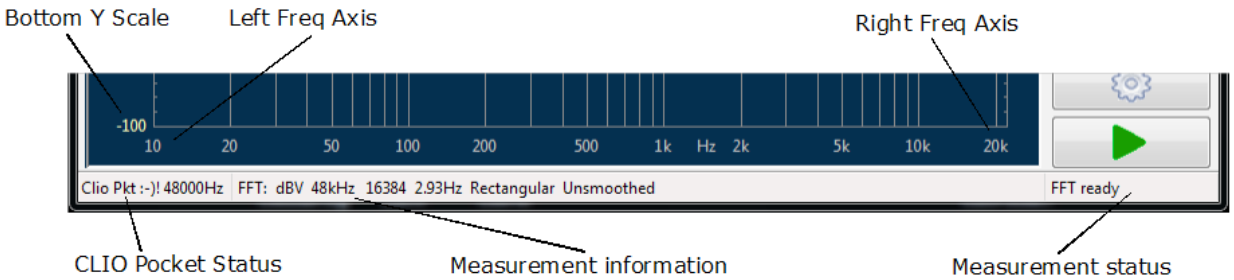 Bottom Y Scale Left Freq Axis Right Freq Axis
-100
10 20 50 100 200 500 1k Hz 2k 5k 10k 20k
Clio Pkt :-)! 48000Hz FFT: dBV 48kHz 16384 2.93Hz Rectangular Unsmoothed FFT ready
CLIO Pocket Status Measurement information Measurement status